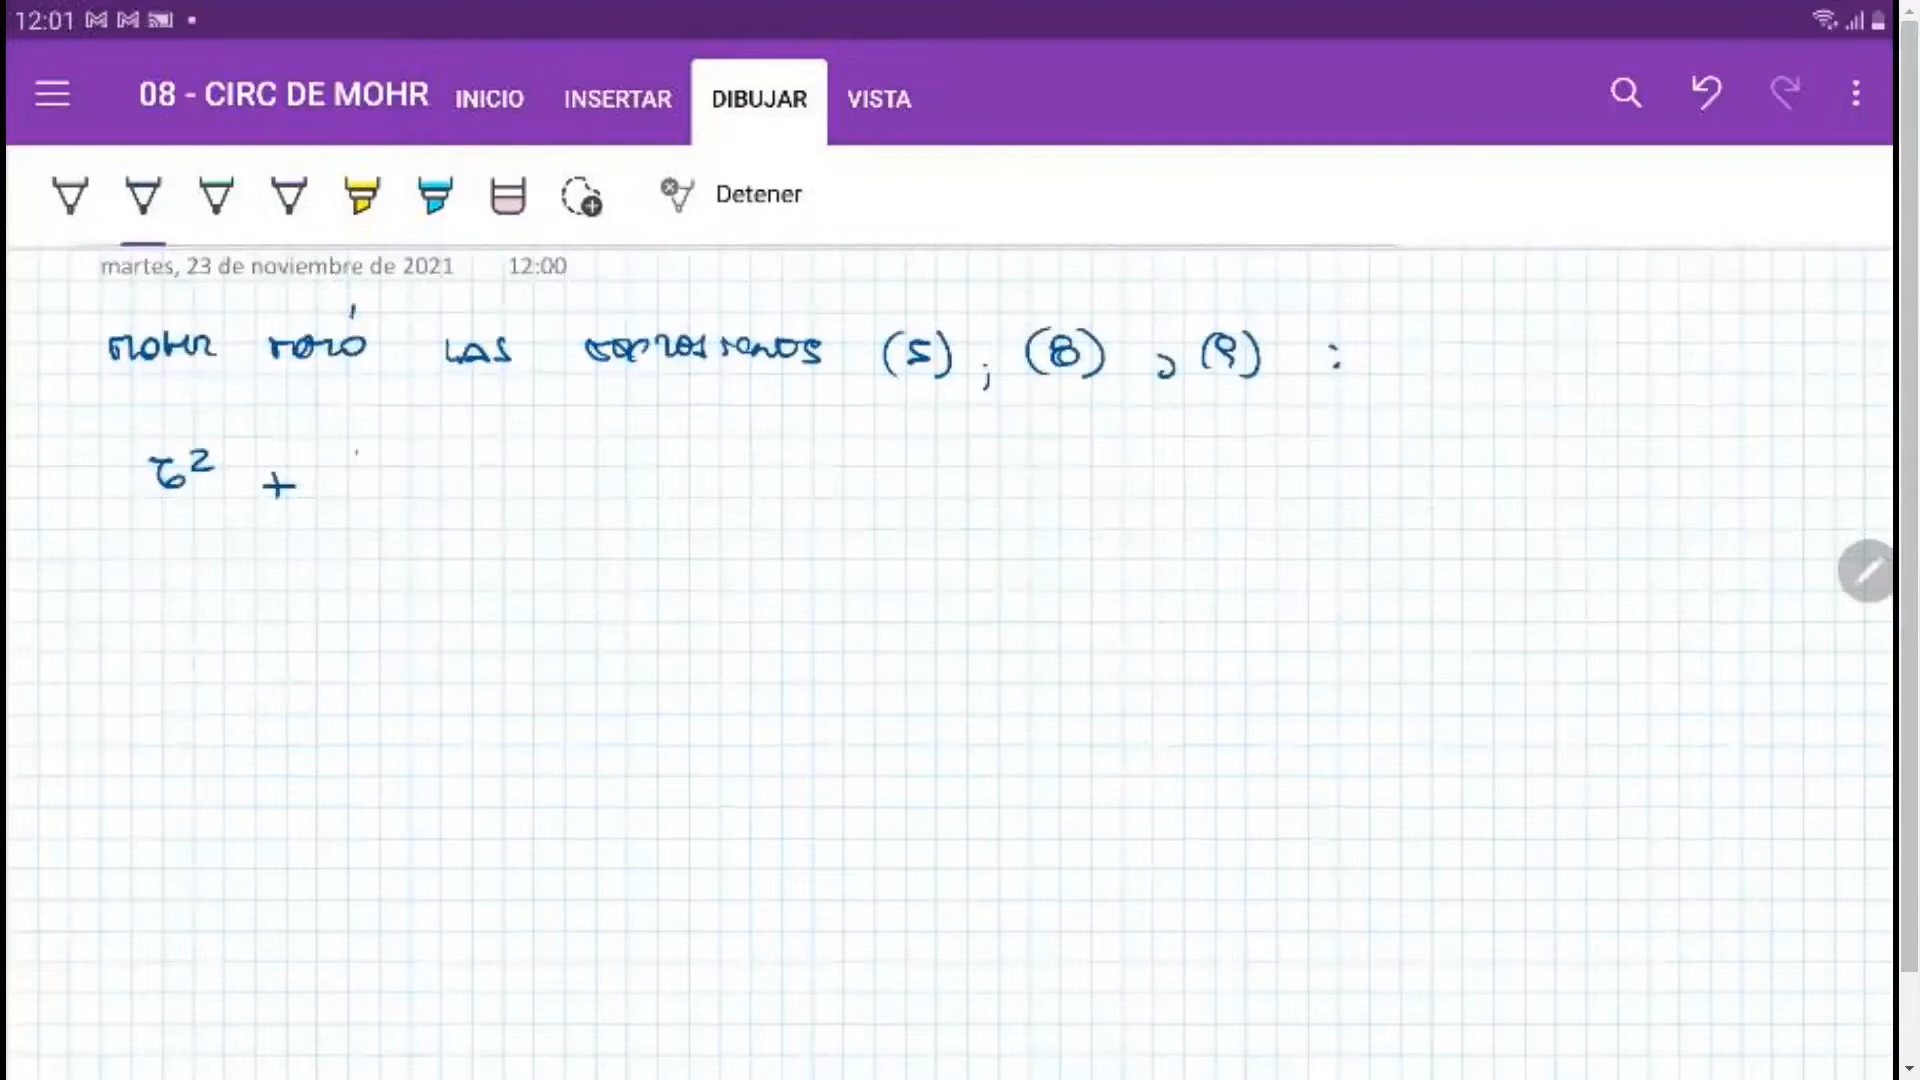 12:01
08 - CIRC DE MOHR INICIO INSERTAR DIBUJAR VISTA
Detener
martes, 23 de noviembre de 2021 12:00
MOHR TOMÓ LAS EXPRESIONES (5), (8), (9) :
τ² +